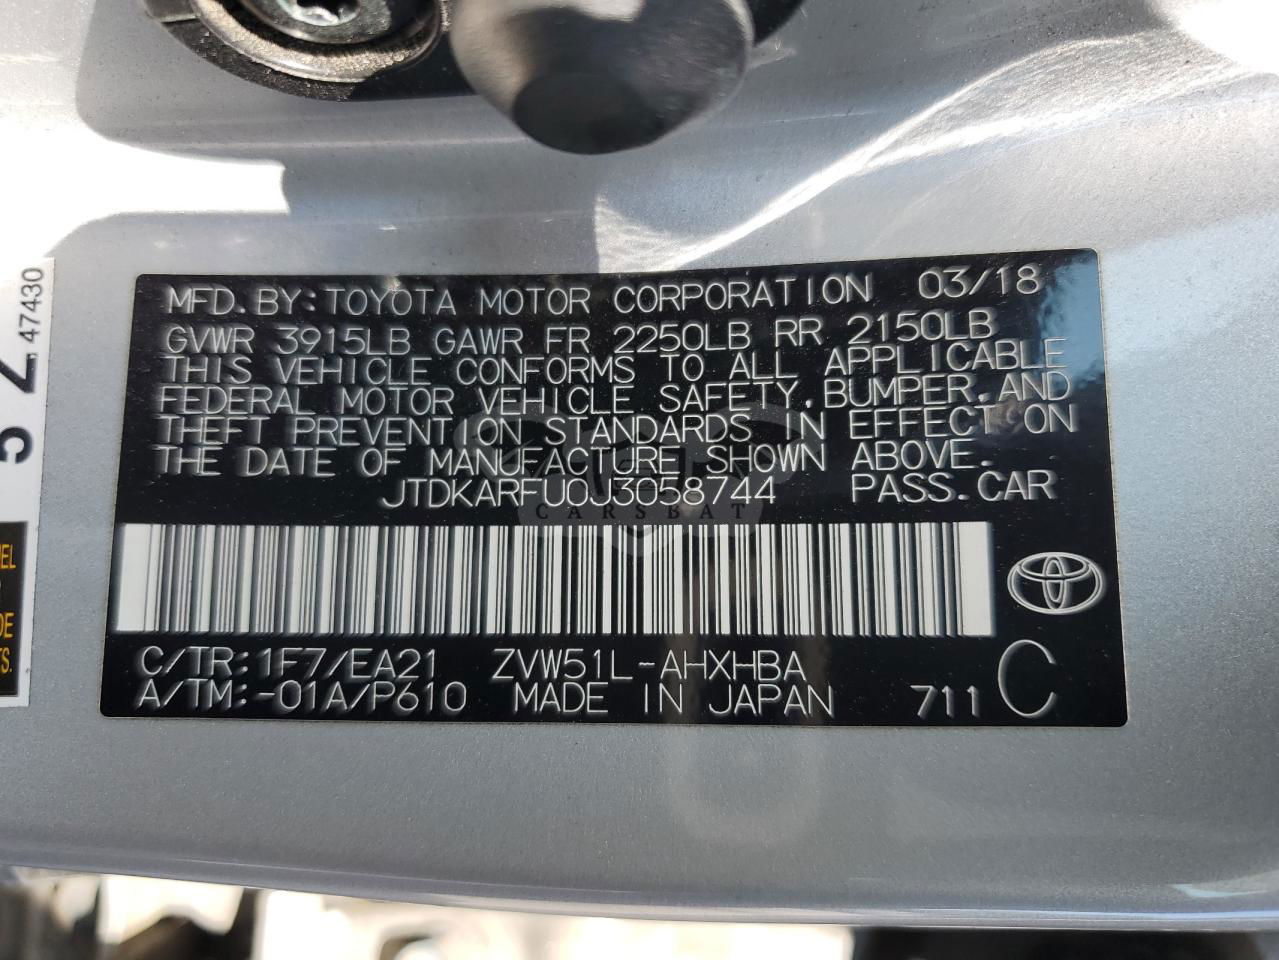 MFD.BY:TOYOTA MOTOR CORPORATION 03/18
GVWR 3915LB GAWR FR 2250LB RR 2150LB
THIS VEHICLE CONFORMS TO ALL APPLICABLE
FEDERAL MOTOR VEHICLE SAFETY,BUMPER,AND
THEFT PREVENTION STANDARDS IN EFFECT ON
THE DATE OF MANUFACTURE SHOWN ABOVE.
JTDKARFU0J3058744 PASS.CAR
CARSBAT
C/TR:1F7/EA21 ZVW51L-AHXHBA C
A/TM:-01A/P610 MADE IN JAPAN 711
47430
5 Z